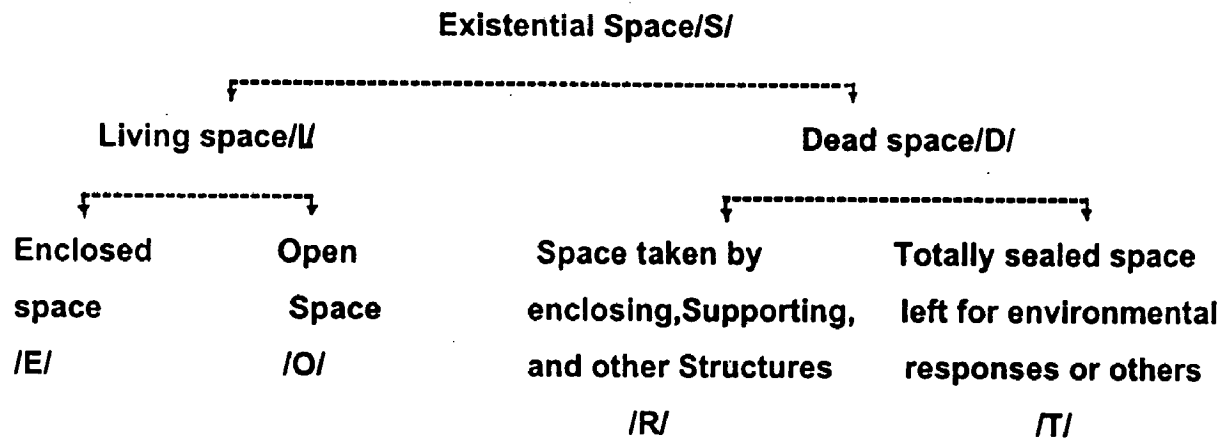 Existential Space/S/
Living space/L/
Dead space/D/
Enclosed
space
/E/
Open
Space
/O/
Space taken by
enclosing,Supporting,
and other Structures
/R/
Totally sealed space
left for environmental
responses or others
/T/